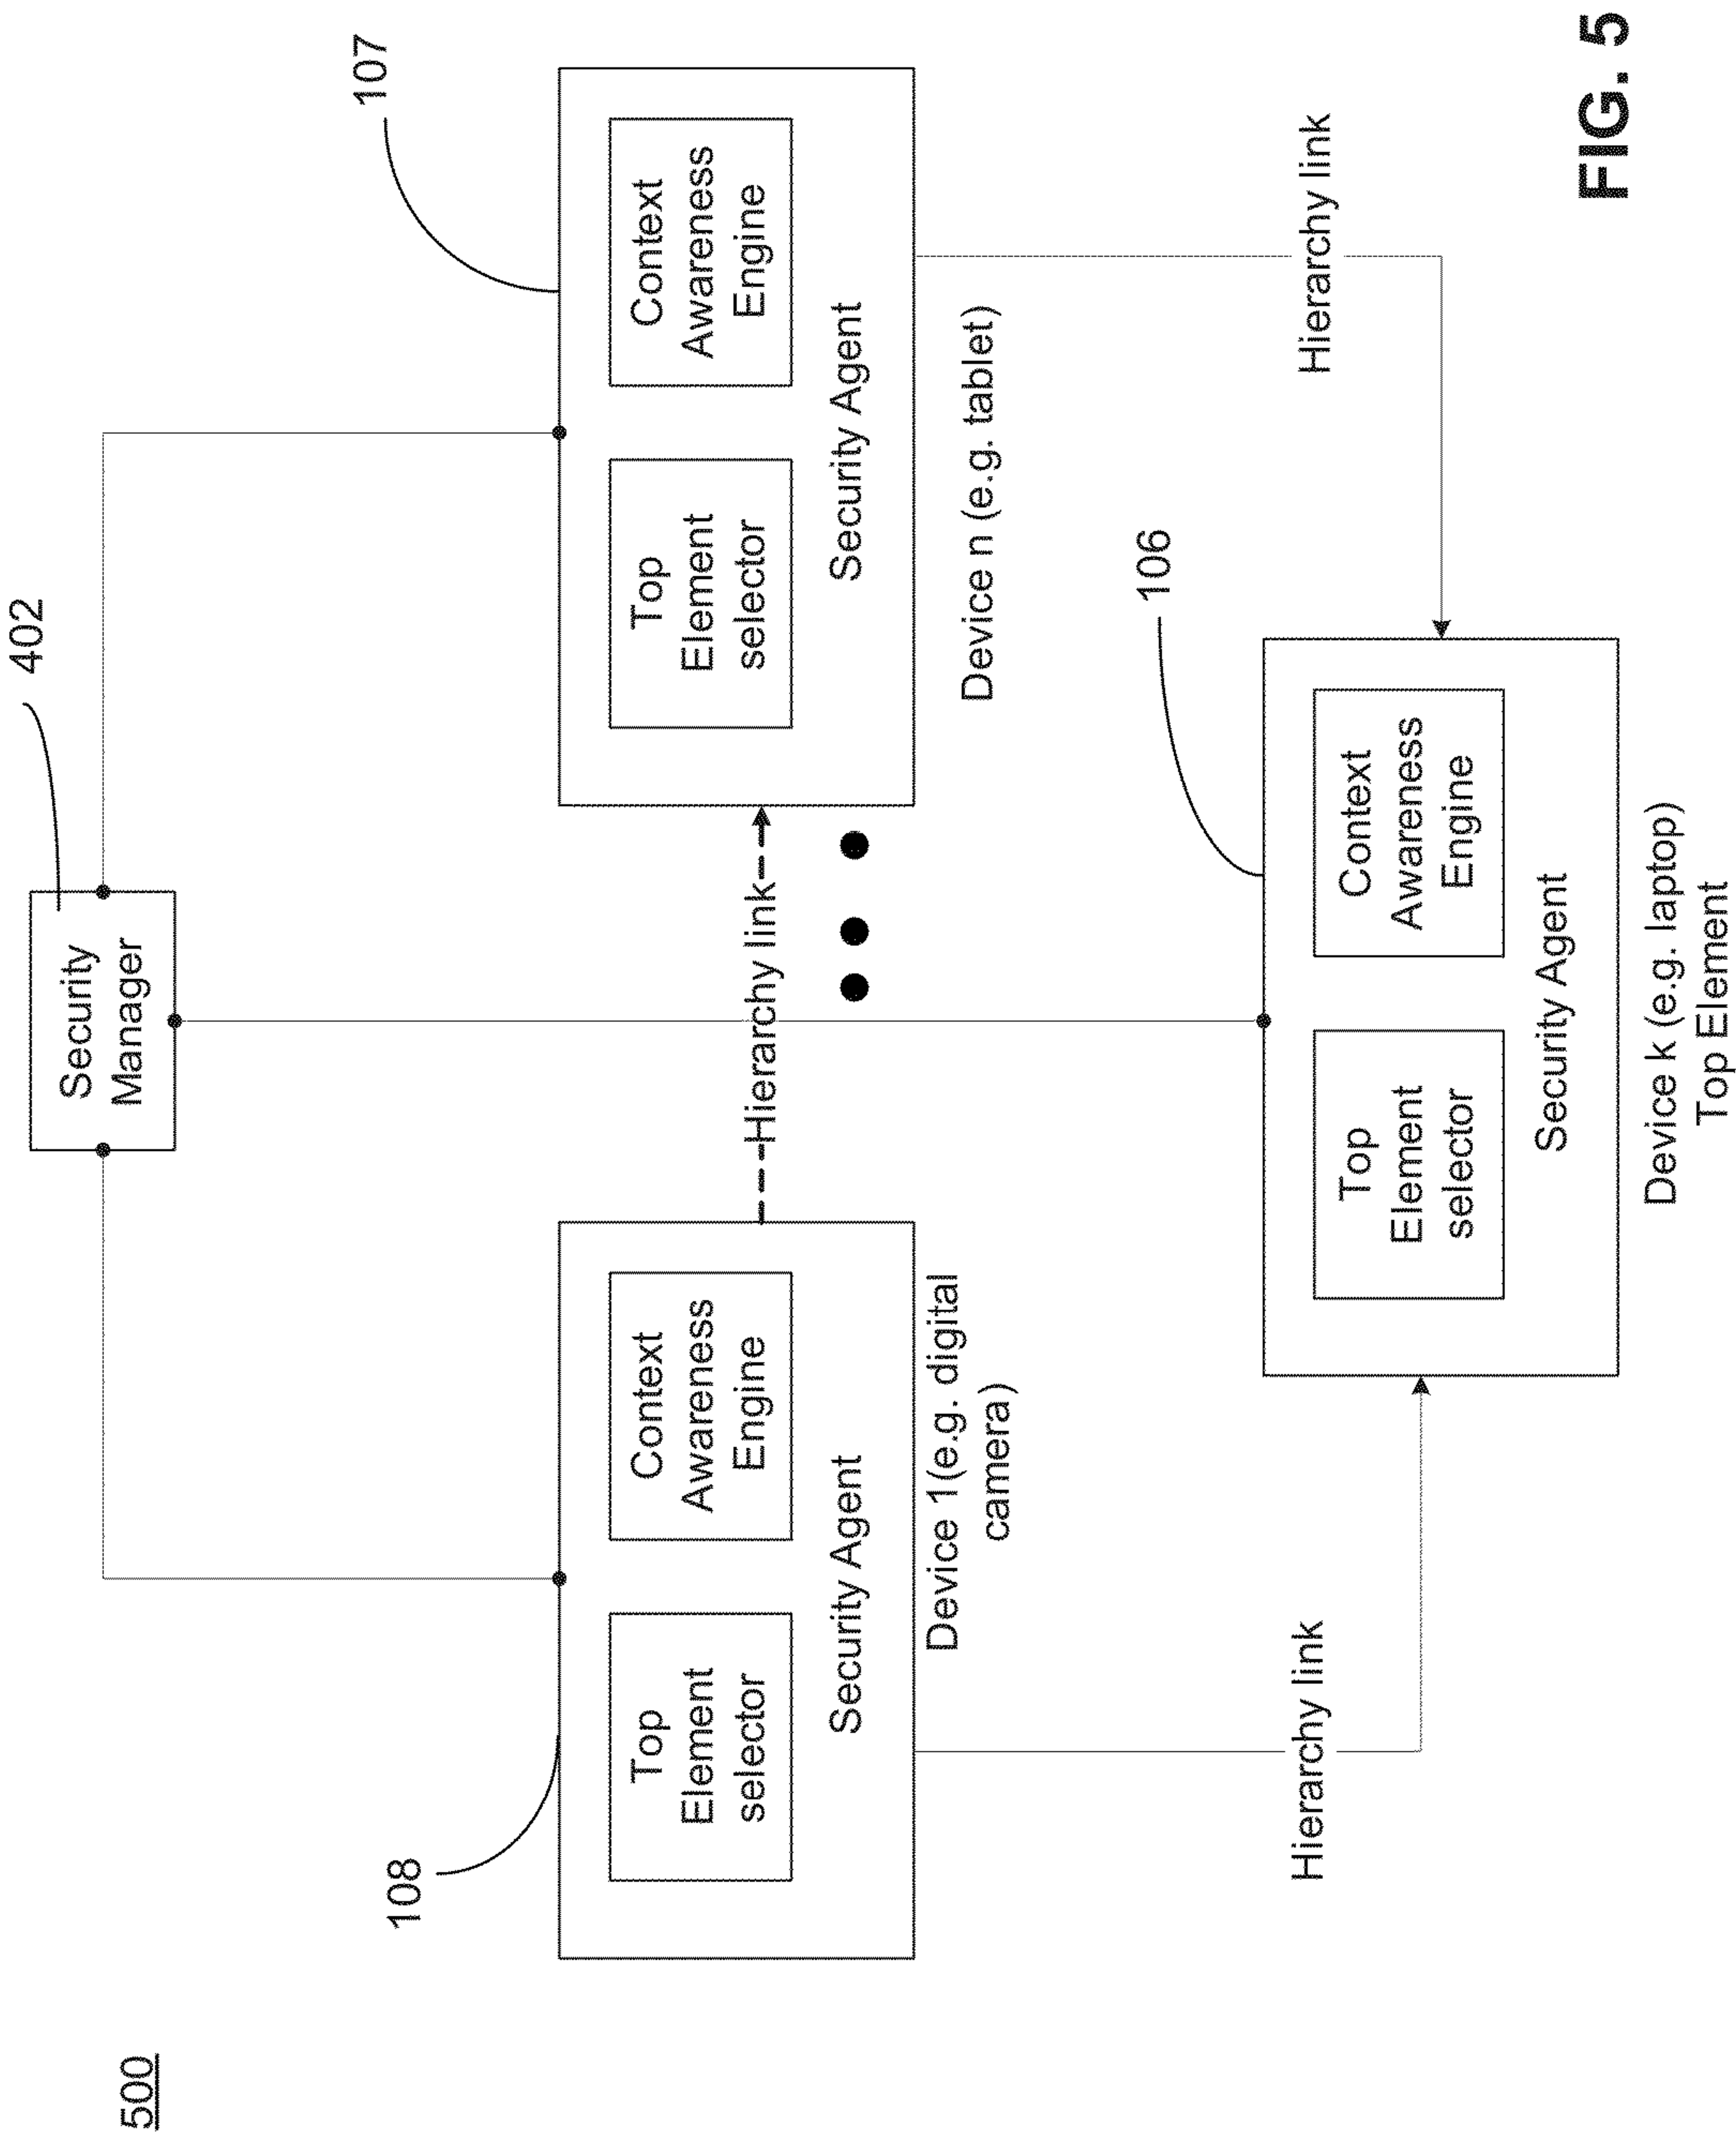 500
402
Security
Manager
108
107
Top
Element
selector
Context
Awareness
Engine
Security Agent
Device 1(e.g. digital
camera)
Hierarchy link
Top
Element
selector
Context
Awareness
Engine
Security Agent
Device n (e.g. tablet)
106
Hierarchy link
Hierarchy link
Top
Element
selector
Context
Awareness
Engine
Security Agent
Device k (e.g. laptop)
Top Element
FIG. 5